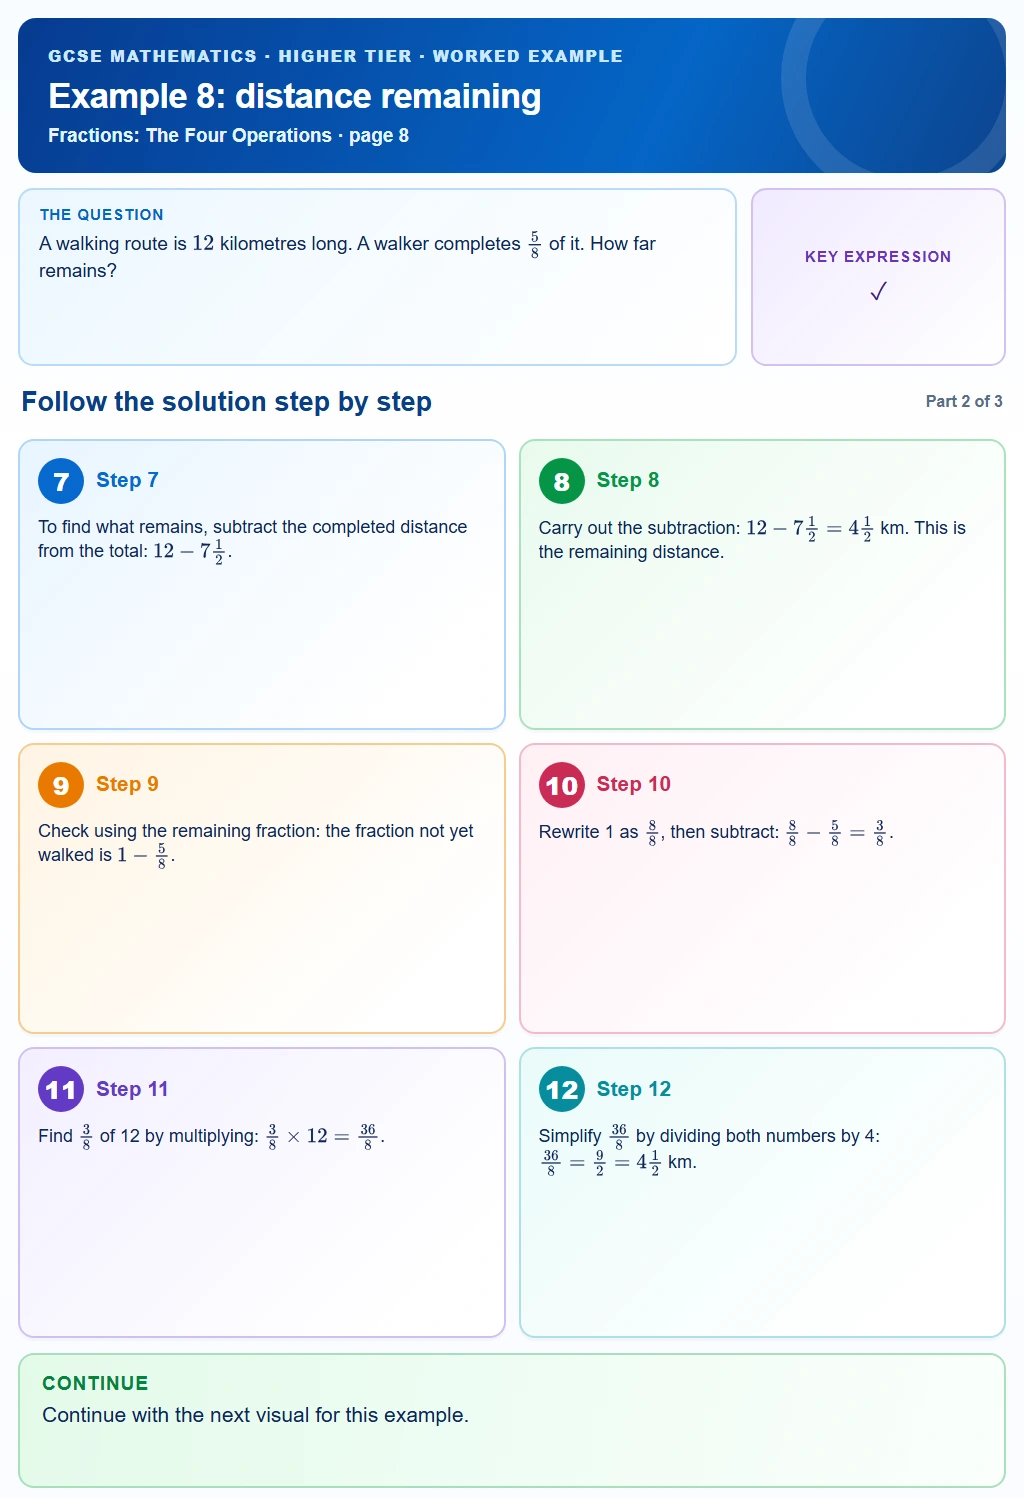 GCSE MATHEMATICS · HIGHER TIER · WORKED EXAMPLE
Example 8: distance remaining
Fractions: The Four Operations · page 8
THE QUESTION
A walking route is 12 kilometres long. A walker completes 5/8 of it. How far
remains?
KEY EXPRESSION
✓
Follow the solution step by step
Part 2 of 3
7 Step 7
To find what remains, subtract the completed distance
from the total: 12 − 7 1/2.
8 Step 8
Carry out the subtraction: 12 − 7 1/2 = 4 1/2 km. This is
the remaining distance.
9 Step 9
Check using the remaining fraction: the fraction not yet
walked is 1 − 5/8.
10 Step 10
Rewrite 1 as 8/8, then subtract: 8/8 − 5/8 = 3/8.
11 Step 11
Find 3/8 of 12 by multiplying: 3/8 × 12 = 36/8.
12 Step 12
Simplify 36/8 by dividing both numbers by 4:
36/8 = 9/2 = 4 1/2 km.
CONTINUE
Continue with the next visual for this example.